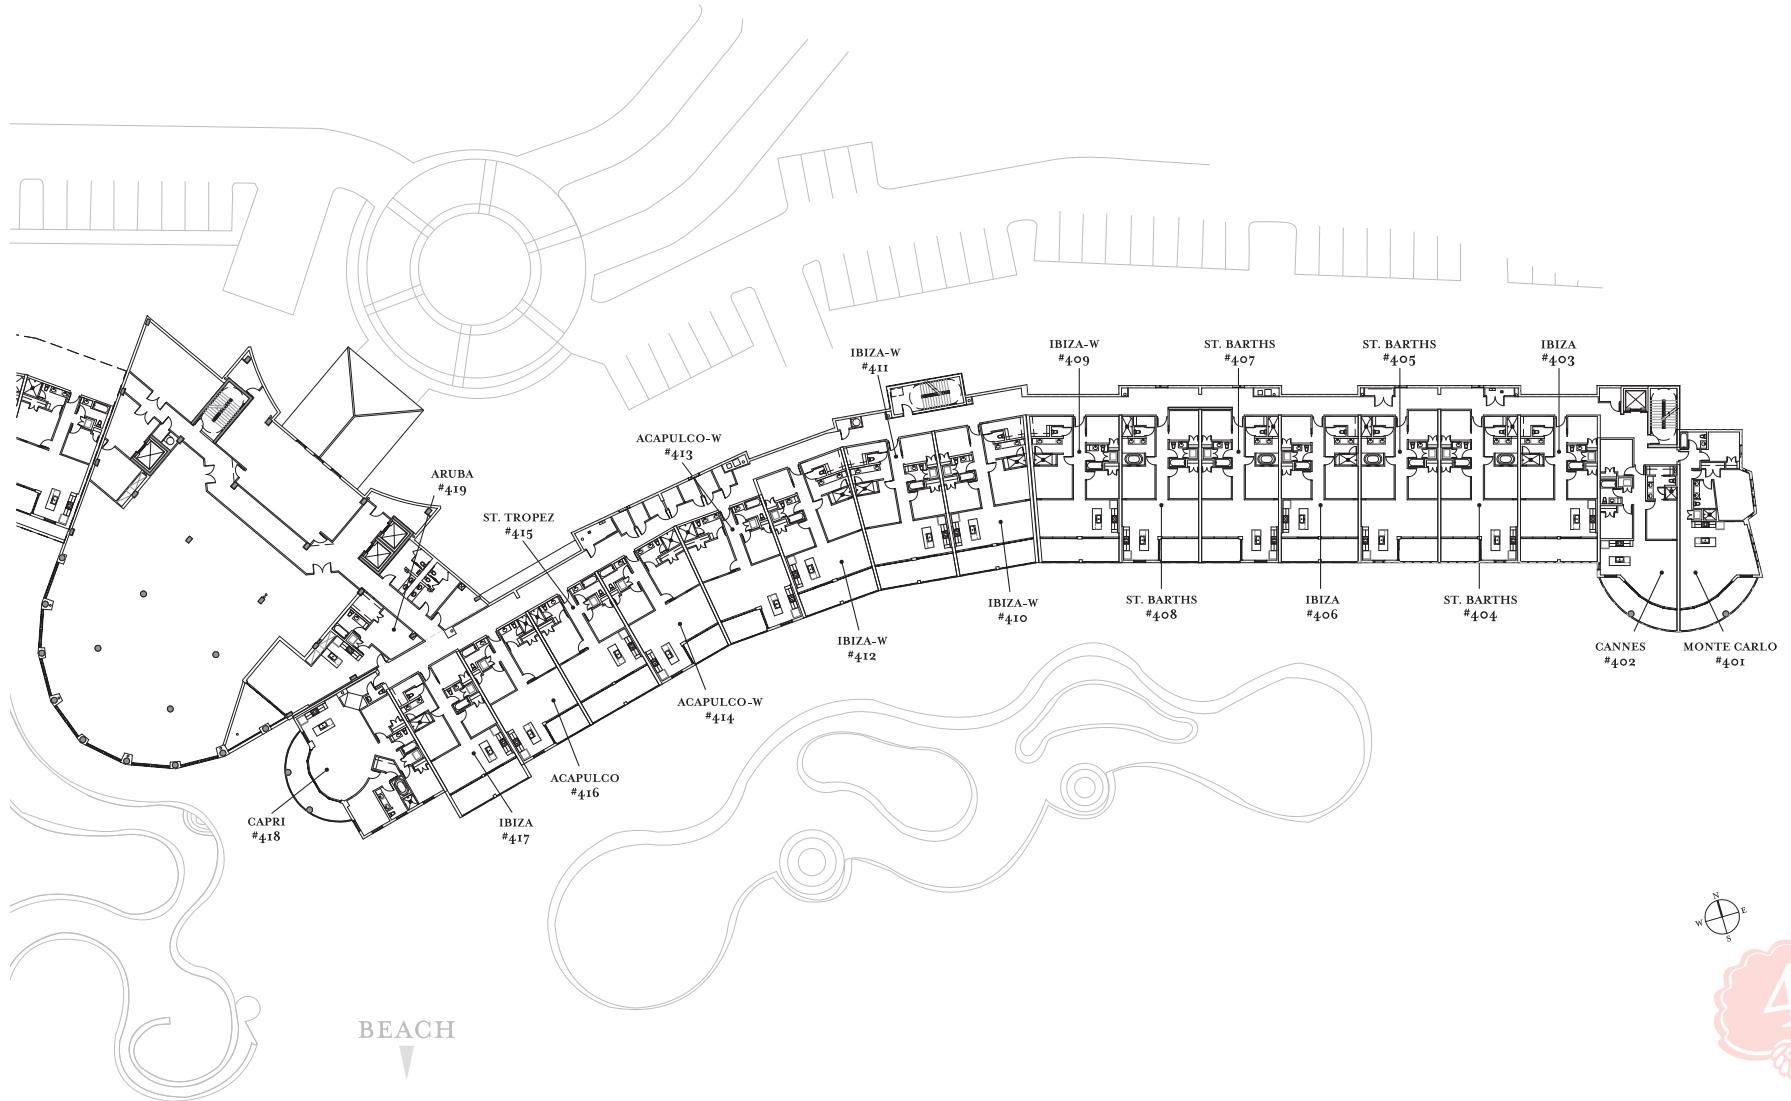 IBIZA-W
#411
IBIZA-W
#409
ST. BARTHS
#407
ST. BARTHS
#405
IBIZA
#403
ACAPULCO-W
#413
ARUBA
#419
ST. TROPEZ
#415
IBIZA-W
#410
ST. BARTHS
#408
IBIZA
#406
ST. BARTHS
#404
IBIZA-W
#412
CANNES
#402
MONTE CARLO
#401
ACAPULCO-W
#414
ACAPULCO
#416
CAPRI
#418
IBIZA
#417
N
W E
S
4
BEACH